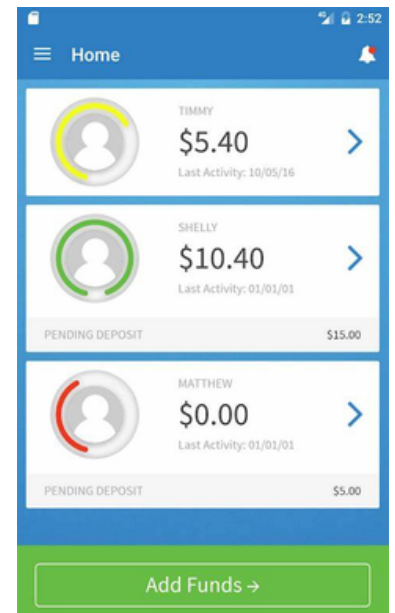 4G 2:52
Home
TIMMY
$5.40
Last Activity: 10/05/16
SHELLY
$10.40
Last Activity: 01/01/01
PENDING DEPOSIT $15.00
MATTHEW
$0.00
Last Activity: 01/01/01
PENDING DEPOSIT $5.00
Add Funds →